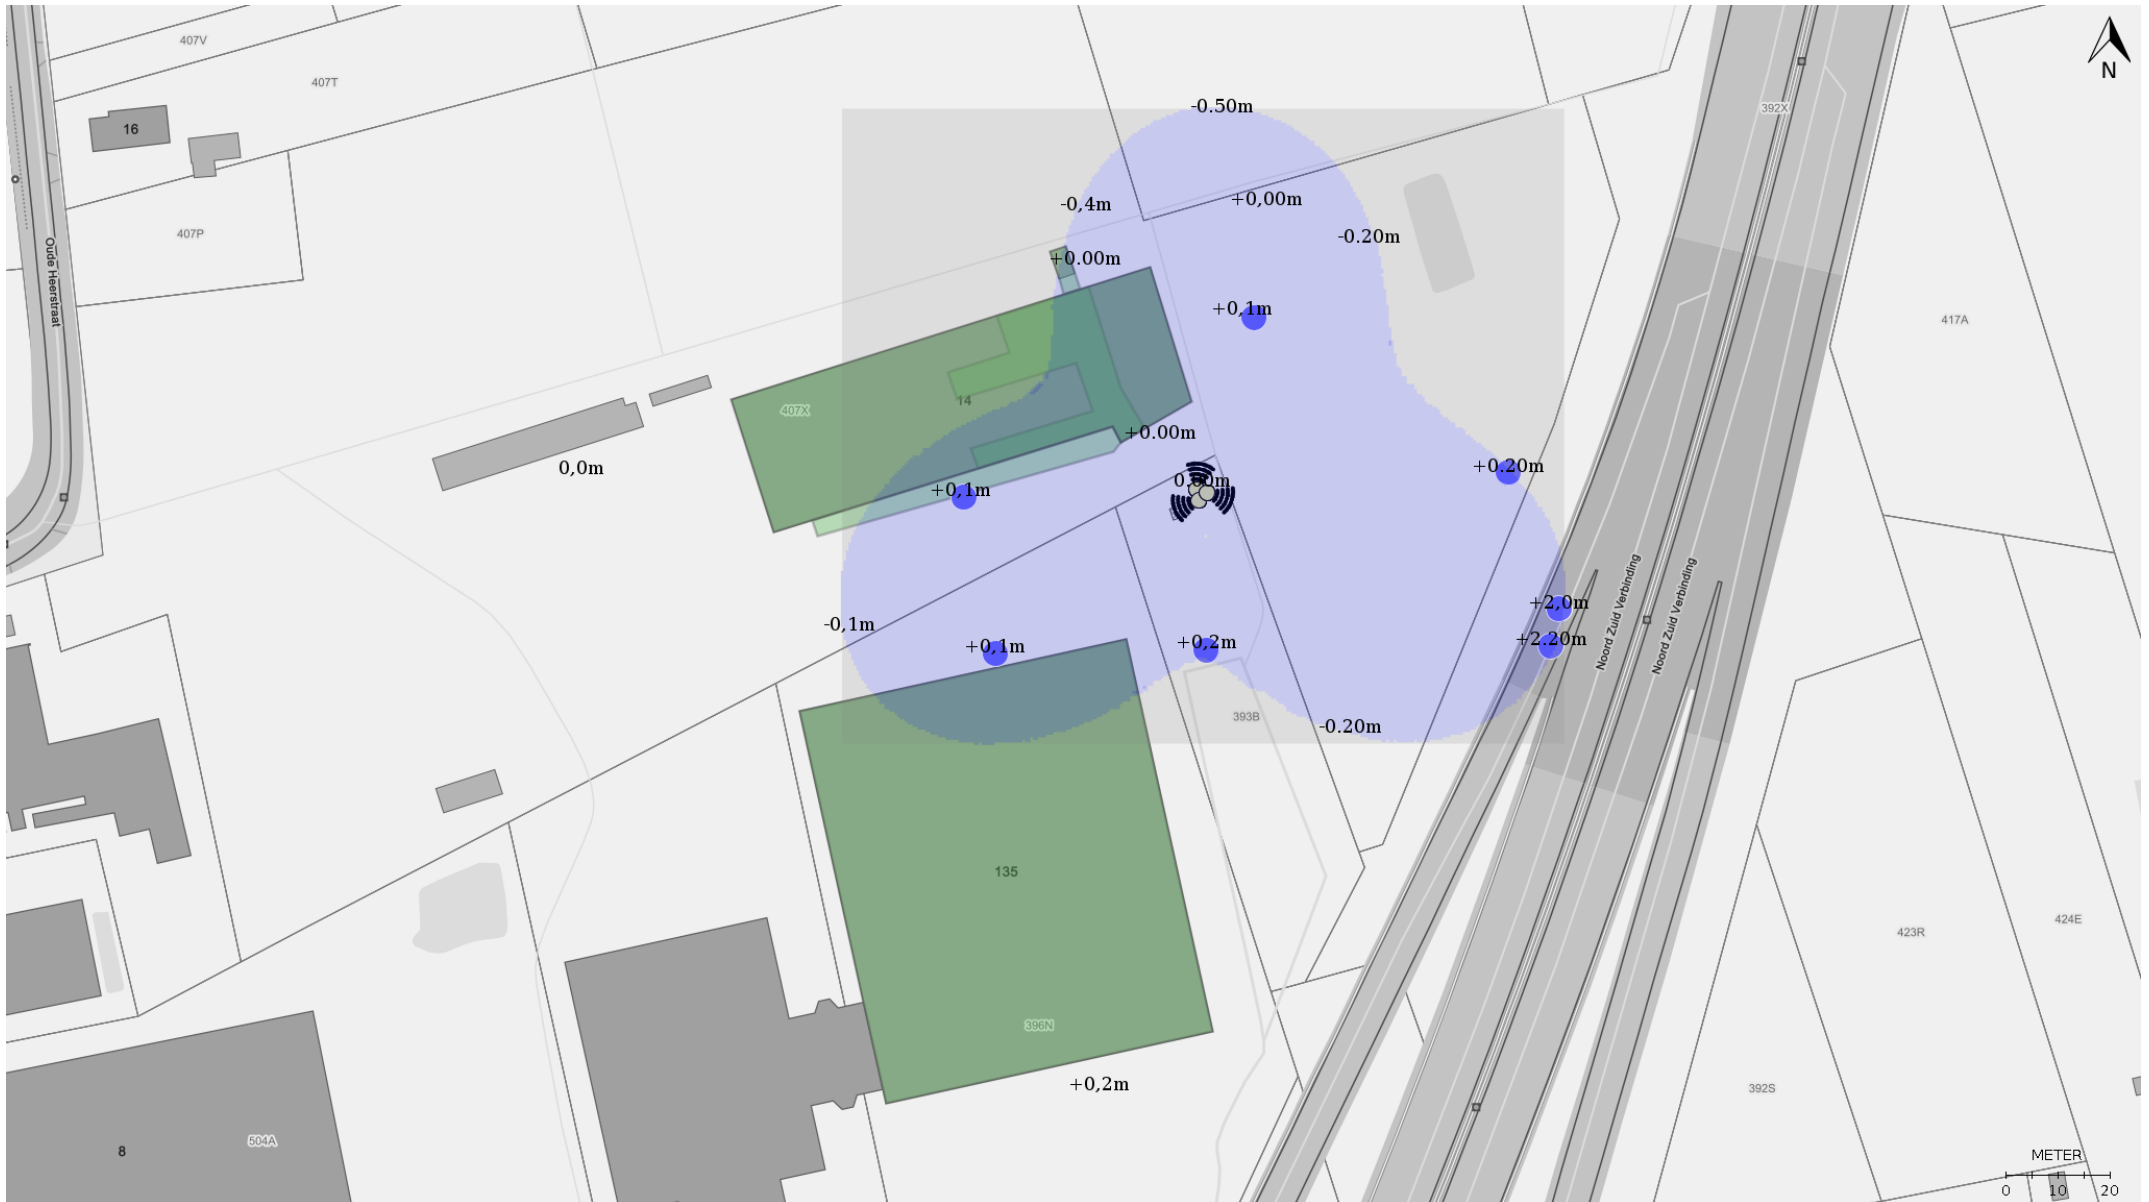 407V
407T
16
N
-0.50m
392X
-0,4m
+0,00m
407P
-0.20m
Oude Heerstraat
+0.00m
+0,1m
417A
14
407X
+0.00m
0,0m
+0.20m
0.00m
+0,1m
+2,0m
Noord Zuid Verbinding
Noord Zuid Verbinding
-0,1m
+0,1m
+0,2m
+2.20m
393B
-0.20m
135
424E
423R
396N
+0,2m
392S
8
504A
METER
0 10 20